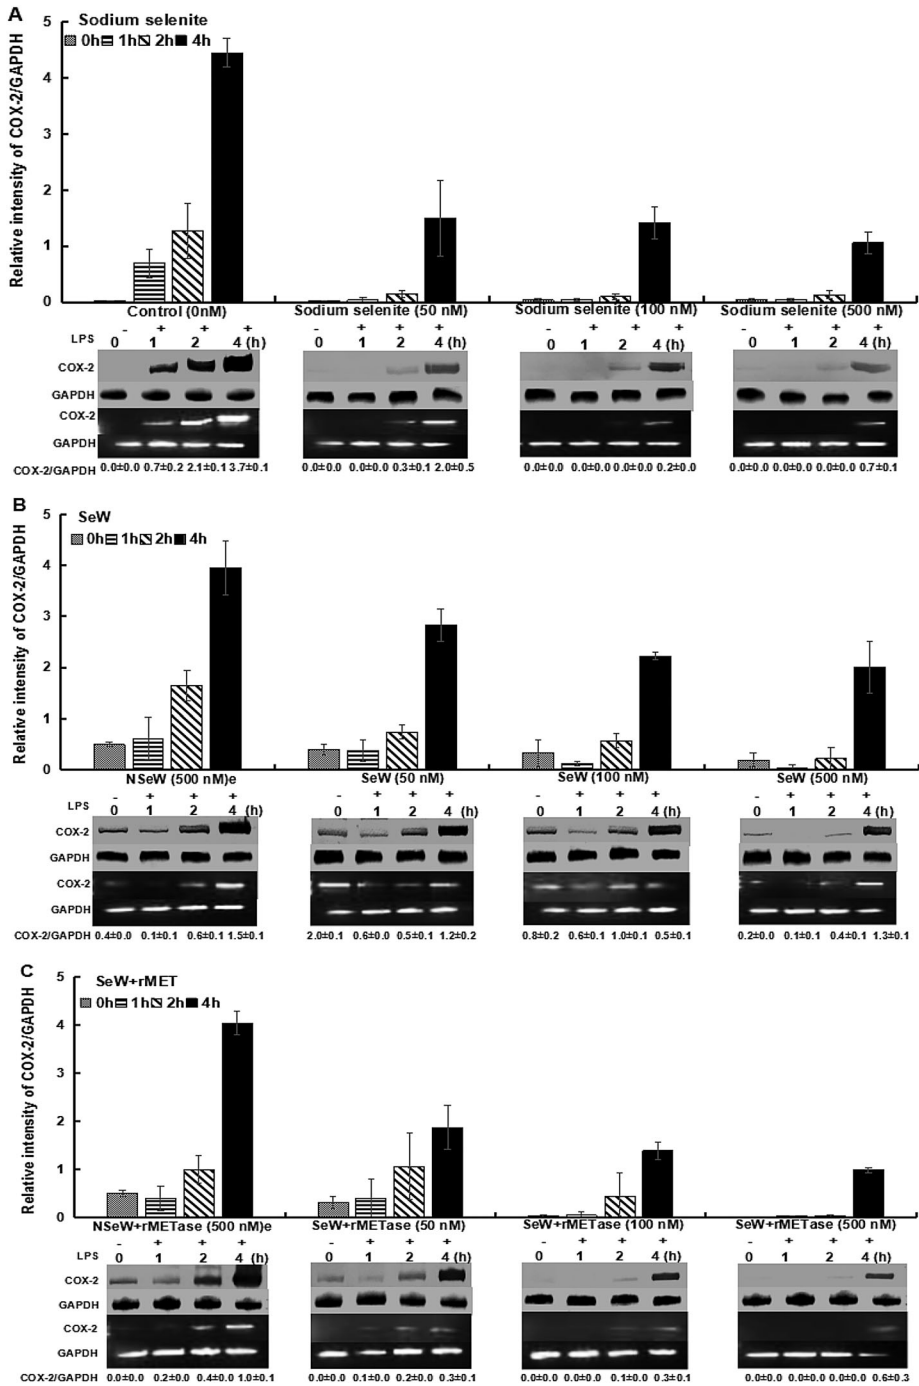 A
Sodium selenite
0h 1h 2h 4h
Relative intensity of COX-2/GAPDH
5
4
3
2
1
0
Control (0nM) Sodium selenite (50 nM) Sodium selenite (100 nM) Sodium selenite (500 nM)
- + + + - + + + - + + + - + + +
LPS 0 1 2 4 (h) 0 1 2 4 (h) 0 1 2 4 (h) 0 1 2 4 (h)
COX-2
GAPDH
COX-2
GAPDH
COX-2/GAPDH 0.0±0.0 0.7±0.2 2.1±0.1 3.7±0.1 0.0±0.0 0.0±0.0 0.3±0.1 2.0±0.5 0.0±0.0 0.0±0.0 0.0±0.0 0.2±0.0 0.0±0.0 0.0±0.0 0.0±0.0 0.7±0.1
B
SeW
0h 1h 2h 4h
Relative intensity of COX-2/GAPDH
5
4
3
2
1
0
NSeW (500 nM)e SeW (50 nM) SeW (100 nM) SeW (500 nM)
- + + + - + + + - + + + - + + +
LPS 0 1 2 4 (h) 0 1 2 4 (h) 0 1 2 4 (h) 0 1 2 4 (h)
COX-2
GAPDH
COX-2
GAPDH
COX-2/GAPDH 0.4±0.0 0.1±0.1 0.6±0.1 1.5±0.1 2.0±0.1 0.6±0.0 0.5±0.1 1.2±0.2 0.8±0.2 0.6±0.1 1.0±0.1 0.5±0.1 0.2±0.0 0.1±0.1 0.4±0.1 1.3±0.1
C
SeW+rMET
0h 1h 2h 4h
Relative intensity of COX-2/GAPDH
5
4
3
2
1
0
NSeW+rMETase (500 nM)e SeW+rMETase (50 nM) SeW+rMETase (100 nM) SeW+rMETase (500 nM)
- + + + - + + + - + + + - + + +
LPS 0 1 2 4 (h) 0 1 2 4 (h) 0 1 2 4 (h) 0 1 2 4 (h)
COX-2
GAPDH
COX-2
GAPDH
COX-2/GAPDH 0.0±0.0 0.2±0.0 0.4±0.0 1.0±0.1 0.0±0.0 0.1±0.0 0.2±0.0 0.3±0.1 0.0±0.0 0.0±0.0 0.1±0.0 0.3±0.1 0.0±0.0 0.0±0.0 0.0±0.0 0.6±0.3